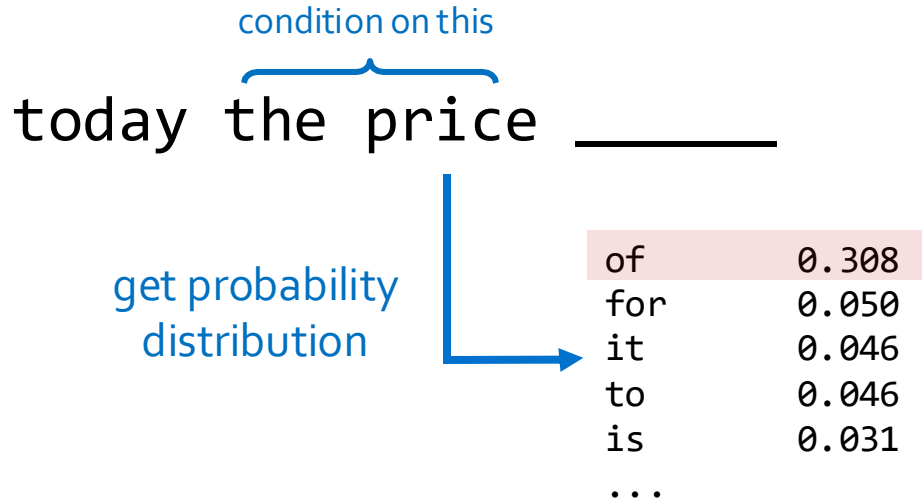 condition on this
today the price _____
get probability
distribution
of 0.308
for 0.050
it 0.046
to 0.046
is 0.031
...